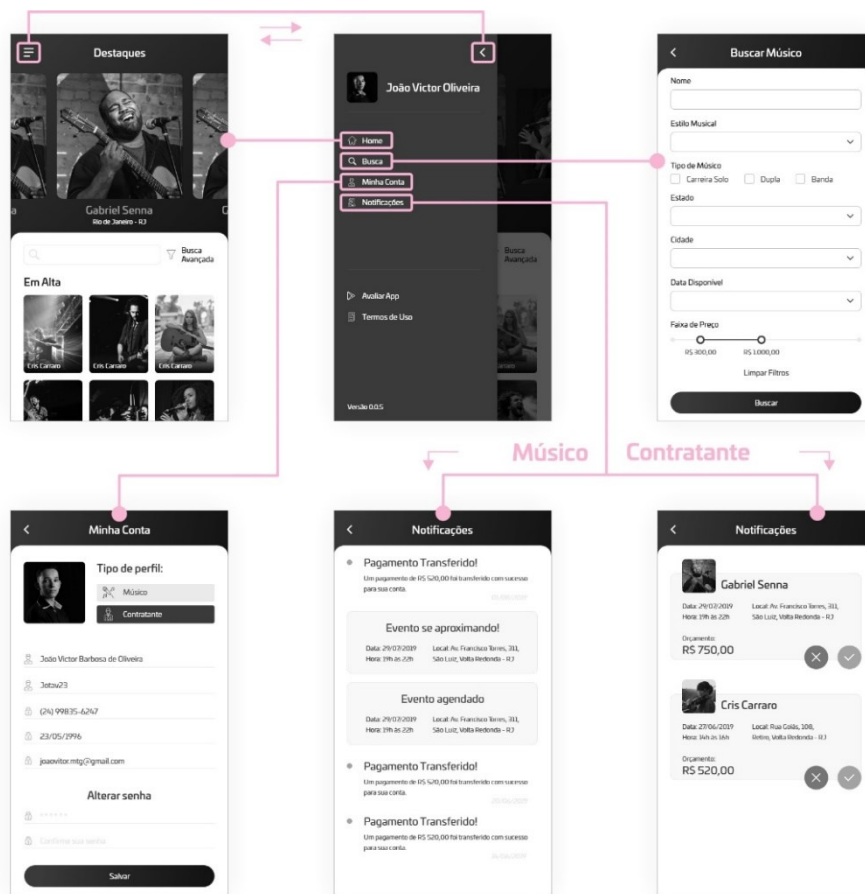 Destaques
Gabriel Senna
Rio de Janeiro - RJ
Busca
Avançada
Em Alta
Cris Carraro
Cris Carraro
Cris Carraro
João Victor Oliveira
Home
Busca
Minha Conta
Notificações
Busca
Avançada
Avaliar App
Termos de Uso
Versão 0.0.5
Buscar Músico
Nome
Estilo Musical
Tipo de Músico
Carreira Solo
Dupla
Banda
Estado
Cidade
Data Disponível
Faixa de Preço
R$ 300,00
R$ 1.000,00
Limpar Filtros
Buscar
Músico
Contratante
Minha Conta
Tipo de perfil:
Músico
Contratante
João Victor Barbosa de Oliveira
Jotav23
(24) 99835-6247
23/05/1996
joaovitor.mtg@gmail.com
Alterar senha
******
Confirme sua senha
Salvar
Notificações
Pagamento Transferido!
Um pagamento de R$ 520,00 foi transferido com sucesso
para sua conta.
Evento se aproximando!
Data: 29/07/2019
Local: Av. Francisco Torres, 311,
Hora: 19h às 22h
São Luiz, Volta Redonda - RJ
Evento agendado
Data: 29/07/2019
Local: Av. Francisco Torres, 311,
Hora: 19h às 22h
São Luiz, Volta Redonda - RJ
Pagamento Transferido!
Um pagamento de R$ 520,00 foi transferido com sucesso
para sua conta.
Pagamento Transferido!
Um pagamento de R$ 520,00 foi transferido com sucesso
para sua conta.
Notificações
Gabriel Senna
Data: 29/07/2019
Local: Av. Francisco Torres, 311,
Hora: 19h às 22h
São Luiz, Volta Redonda - RJ
Orçamento:
R$ 750,00
Cris Carraro
Data: 27/06/2019
Local: Rua Goiás, 108,
Hora: 14h às 16h
Retiro, Volta Redonda - RJ
Orçamento:
R$ 520,00